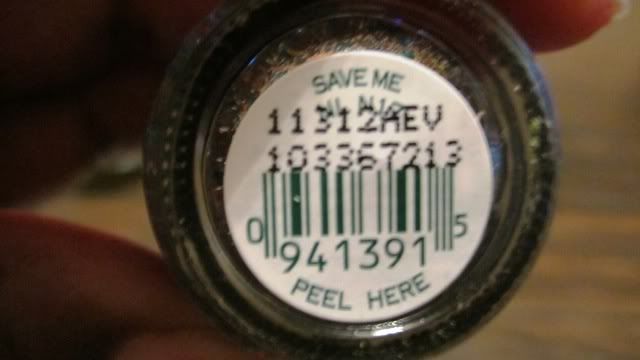 SAVE ME
11312AEV
103367213
0 941391 5
PEEL HERE